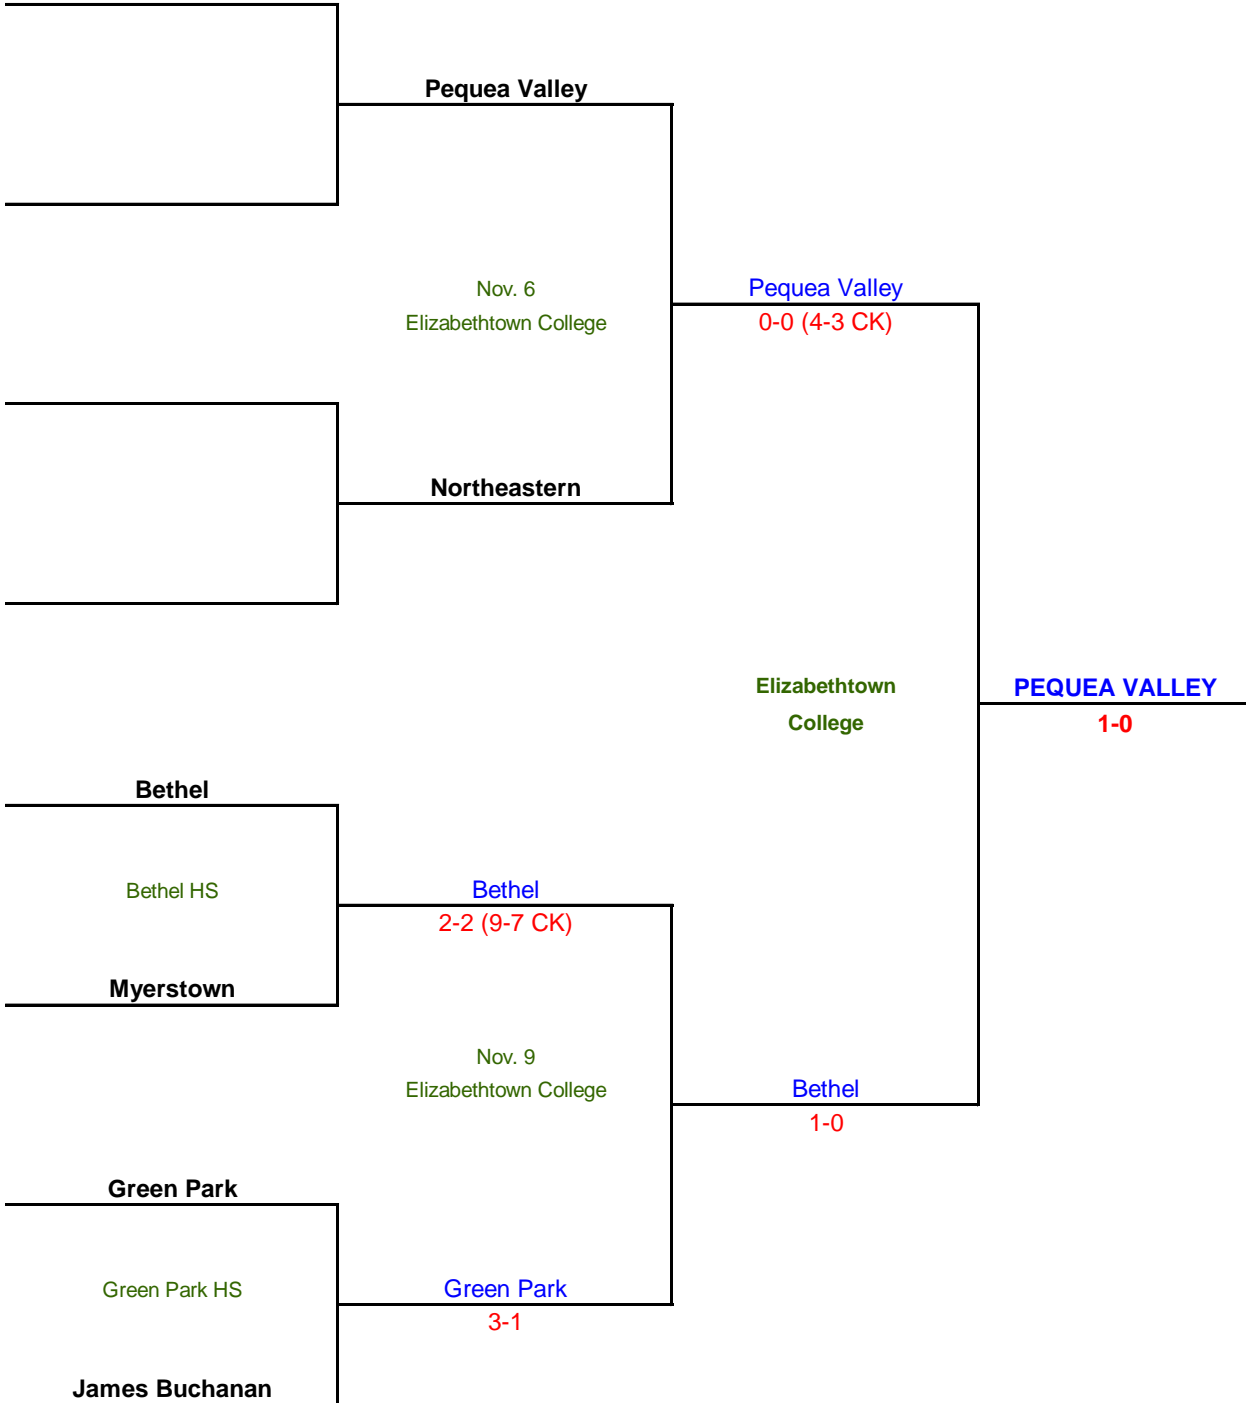 Pequea Valley
Nov. 6
Elizabethtown College
Pequea Valley
0-0 (4-3 CK)
Northeastern
Elizabethtown
College
PEQUEA VALLEY
1-0
Bethel
Bethel HS
Bethel
2-2 (9-7 CK)
Myerstown
Nov. 9
Elizabethtown College
Bethel
1-0
Green Park
Green Park HS
Green Park
3-1
James Buchanan